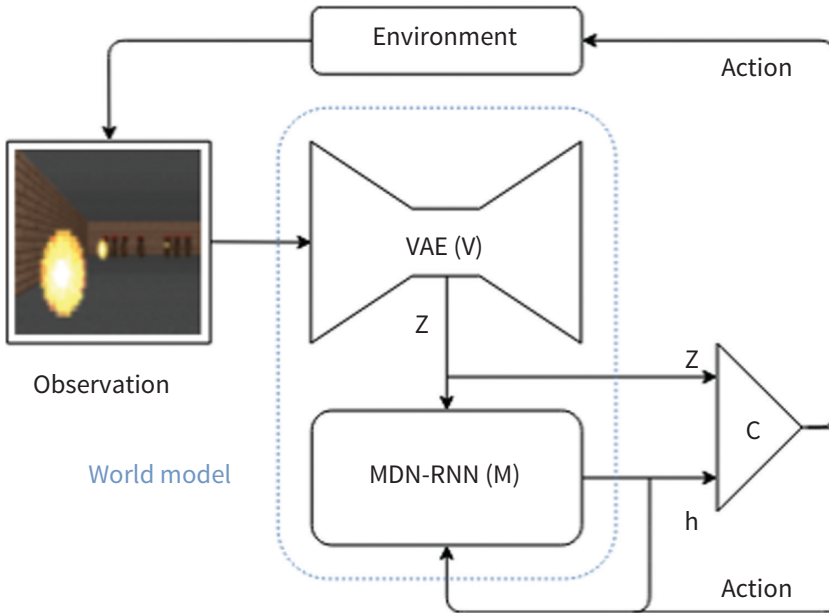 Environment
Action
VAE (V)
Z
Z
Observation
C
World model
MDN-RNN (M)
h
Action